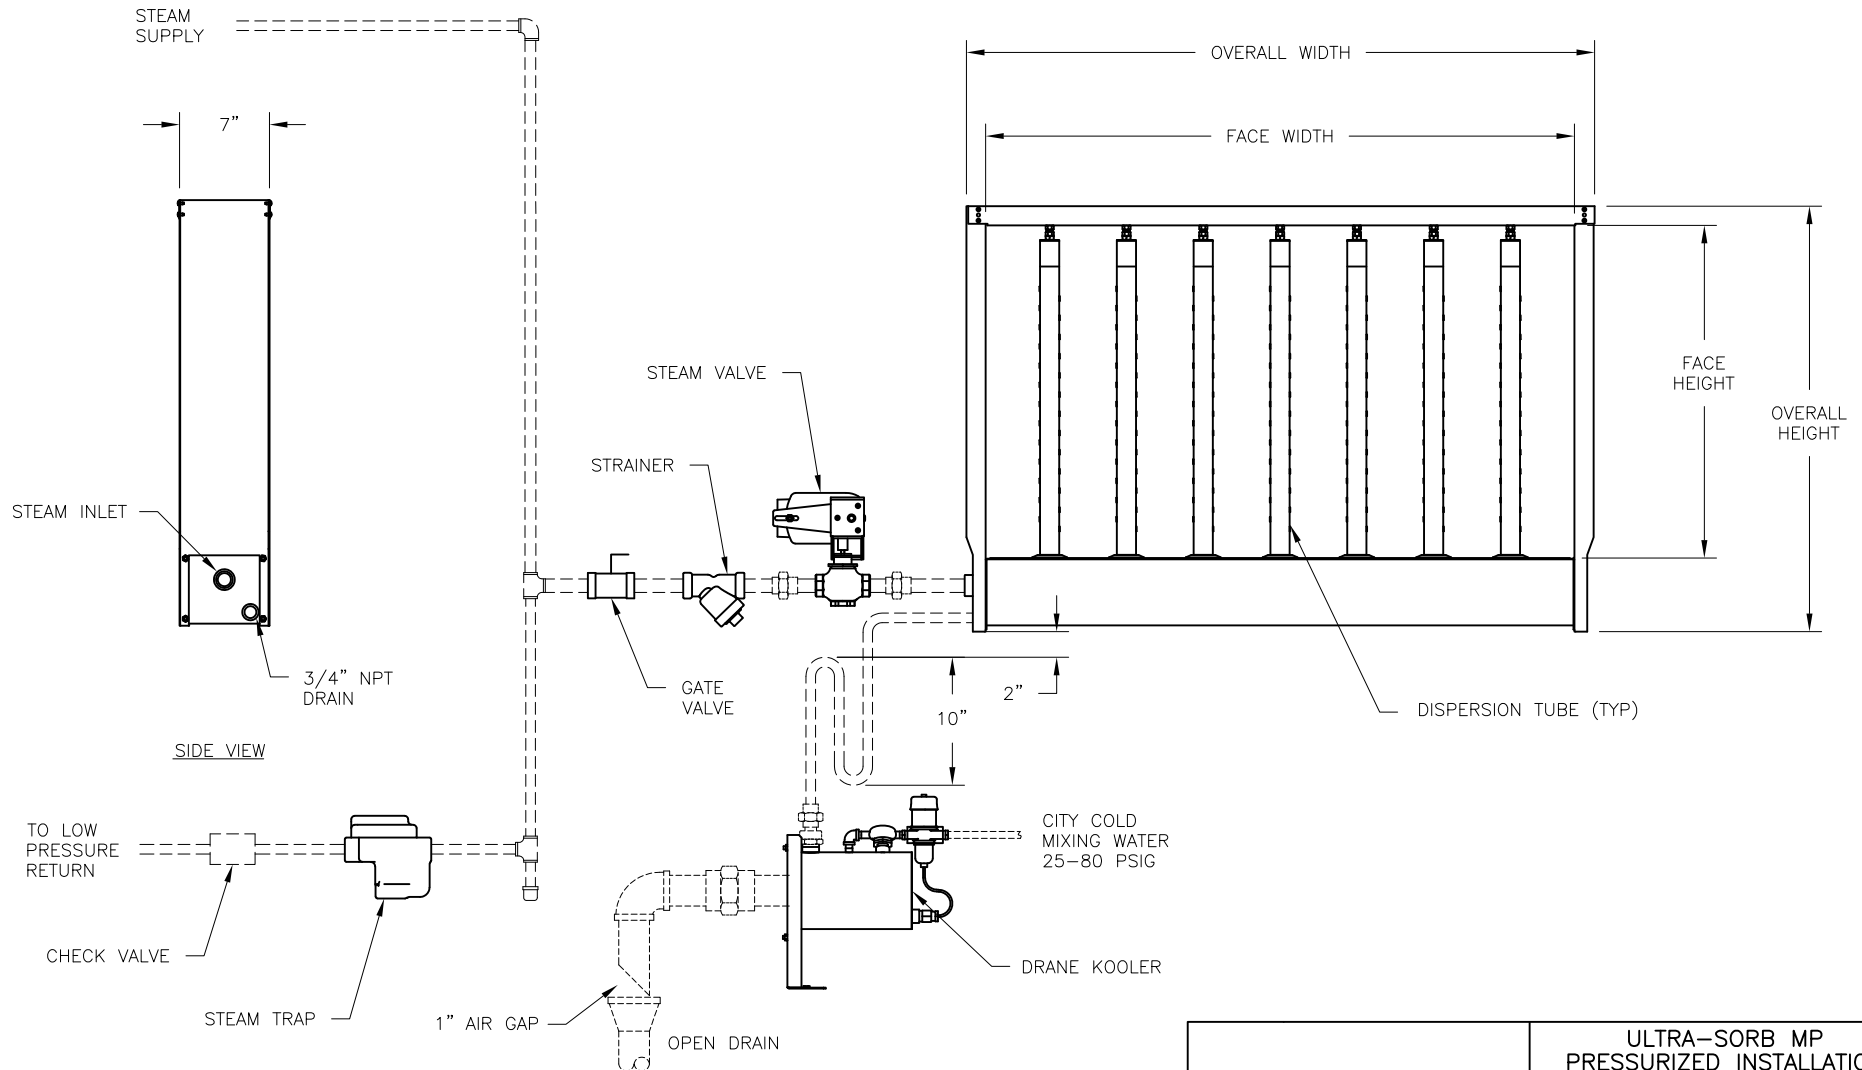 STEAM
SUPPLY
OVERALL WIDTH
7”
FACE WIDTH
STEAM VALVE
FACE
HEIGHT
OVERALL
HEIGHT
STRAINER
STEAM INLET
3/4” NPT
DRAIN
GATE
VALVE
2”
10”
DISPERSION TUBE (TYP)
SIDE VIEW
TO LOW
PRESSURE
RETURN
CITY COLD
MIXING WATER
25-80 PSIG
CHECK VALVE
DRANE KOOLER
STEAM TRAP
1” AIR GAP
OPEN DRAIN
ULTRA-SORB MP
PRESSURIZED